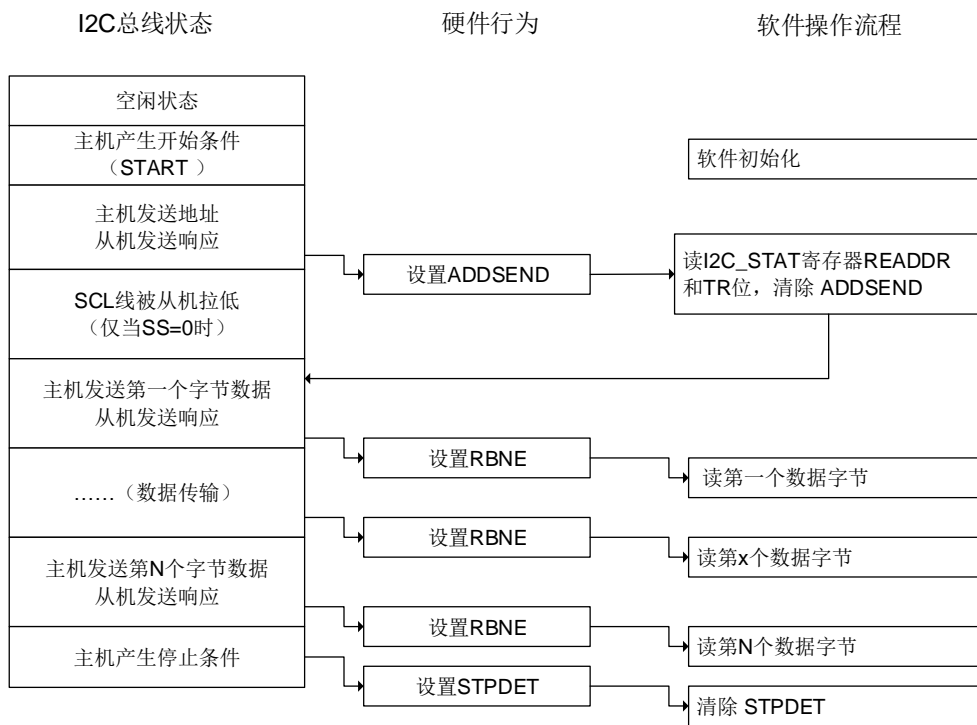 I2C总线状态
硬件行为
软件操作流程
空闲状态
主机产生开始条件
（START ）
软件初始化
主机发送地址
从机发送响应
设置ADDSEND
读I2C_STAT寄存器READDR
和TR位，清除 ADDSEND
SCL线被从机拉低
（仅当SS=0时）
主机发送第一个字节数据
从机发送响应
设置RBNE
读第一个数据字节
……（数据传输）
设置RBNE
读第x个数据字节
主机发送第N个字节数据
从机发送响应
设置RBNE
读第N个数据字节
主机产生停止条件
设置STPDET
清除 STPDET